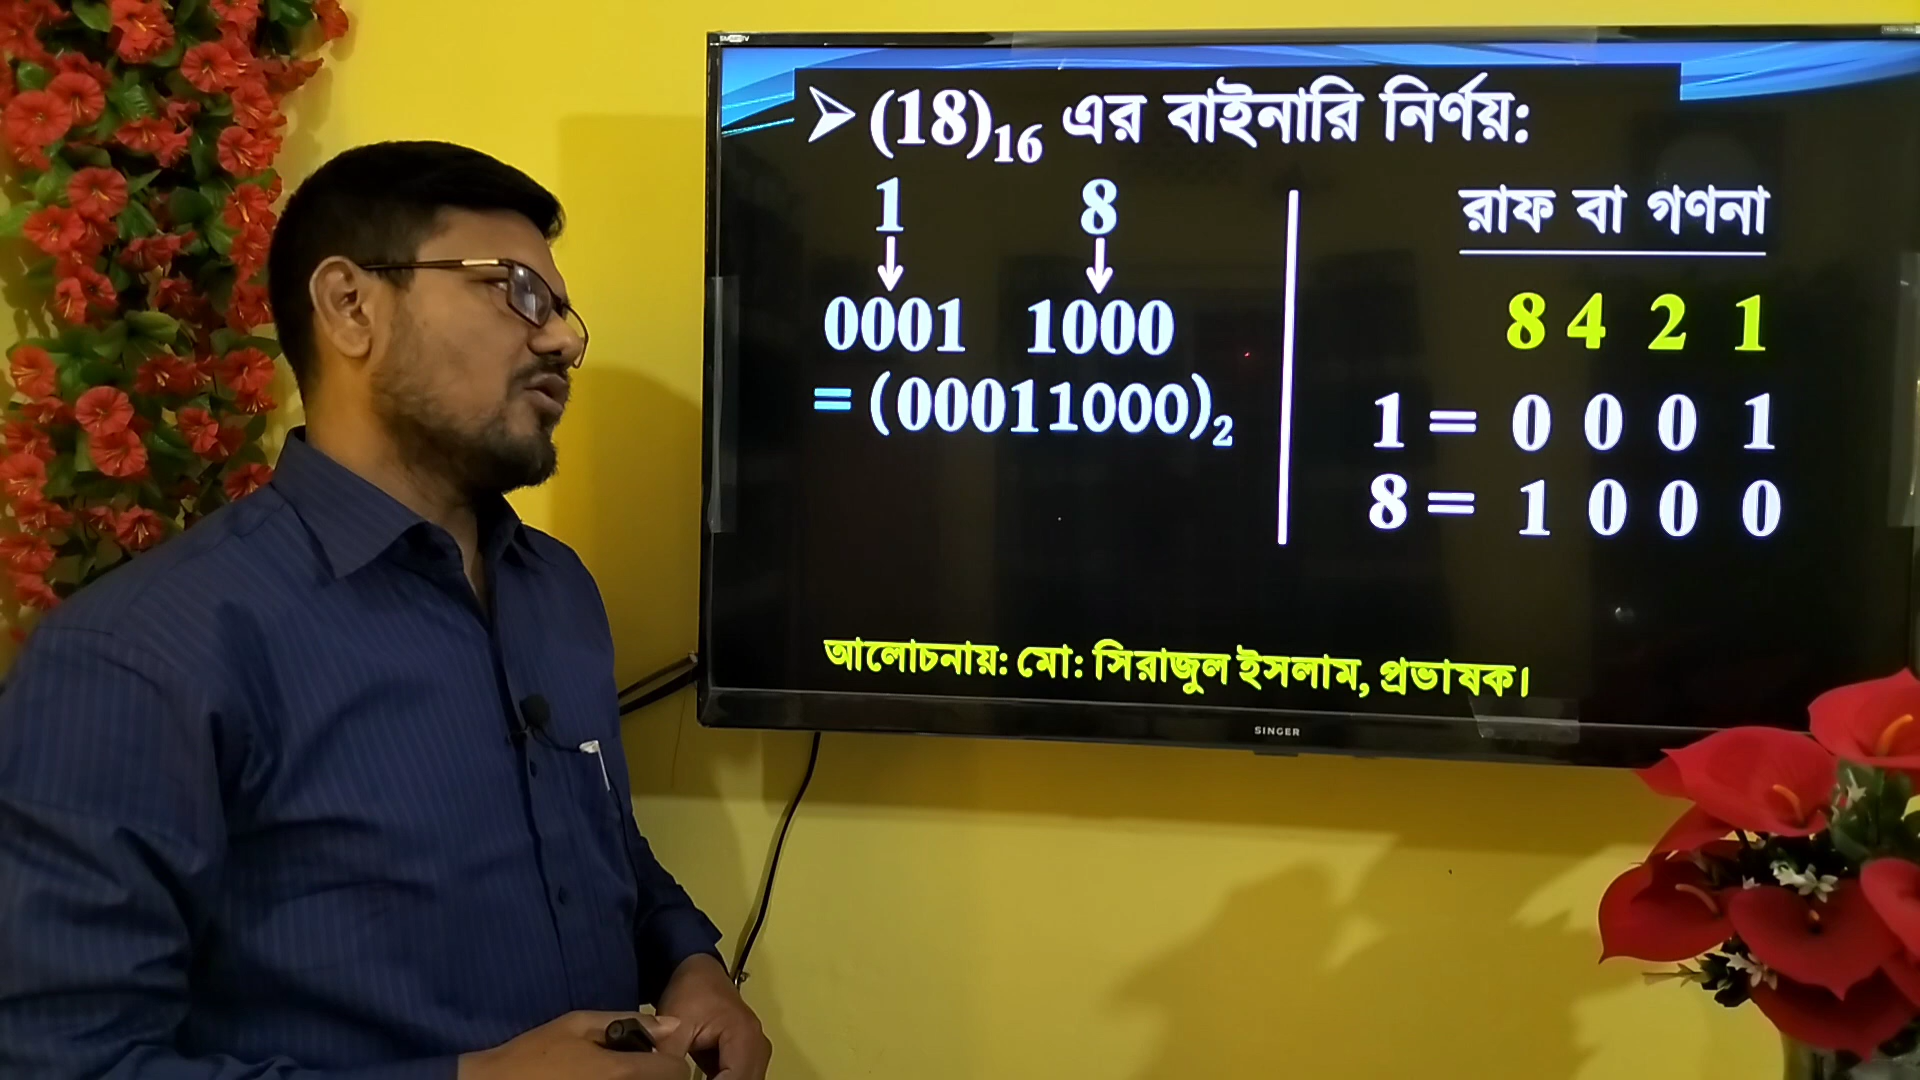 ➢ (18)₁₆ এর বাইনারি নির্ণয়:
1 8
↓ ↓
0001 1000
= (00011000)₂
রাফ বা গণনা
8 4 2 1
1 = 0 0 0 1
8 = 1 0 0 0
আলোচনায়: মো: সিরাজুল ইসলাম, প্রভাষক।
SINGER